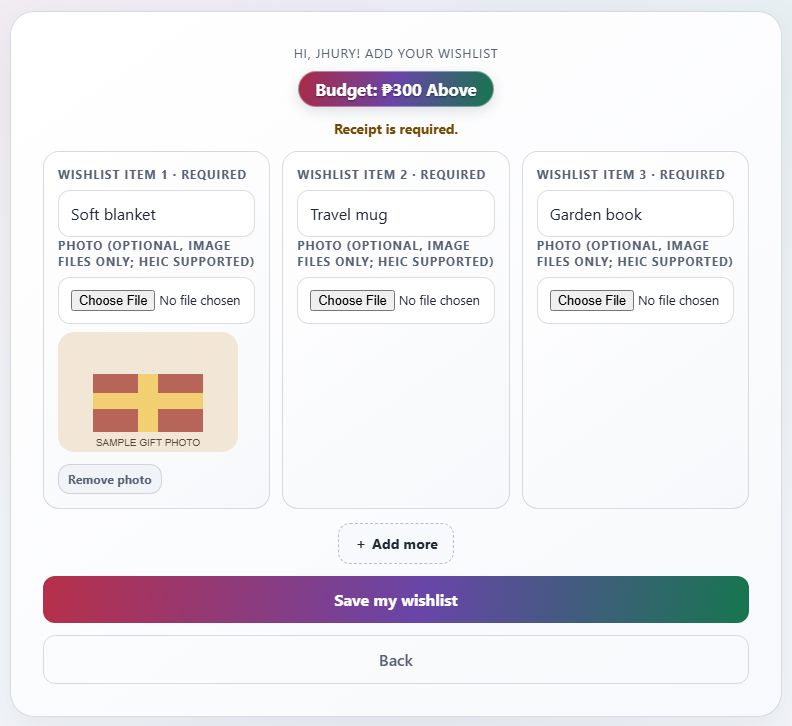 HI, JHURY! ADD YOUR WISHLIST
Budget: ₱300 Above
Receipt is required.
WISHLIST ITEM 1 · REQUIRED
Soft blanket
PHOTO (OPTIONAL, IMAGE
FILES ONLY; HEIC SUPPORTED)
Choose File No file chosen
SAMPLE GIFT PHOTO
Remove photo
WISHLIST ITEM 2 · REQUIRED
Travel mug
PHOTO (OPTIONAL, IMAGE
FILES ONLY; HEIC SUPPORTED)
Choose File No file chosen
WISHLIST ITEM 3 · REQUIRED
Garden book
PHOTO (OPTIONAL, IMAGE
FILES ONLY; HEIC SUPPORTED)
Choose File No file chosen
+ Add more
Save my wishlist
Back